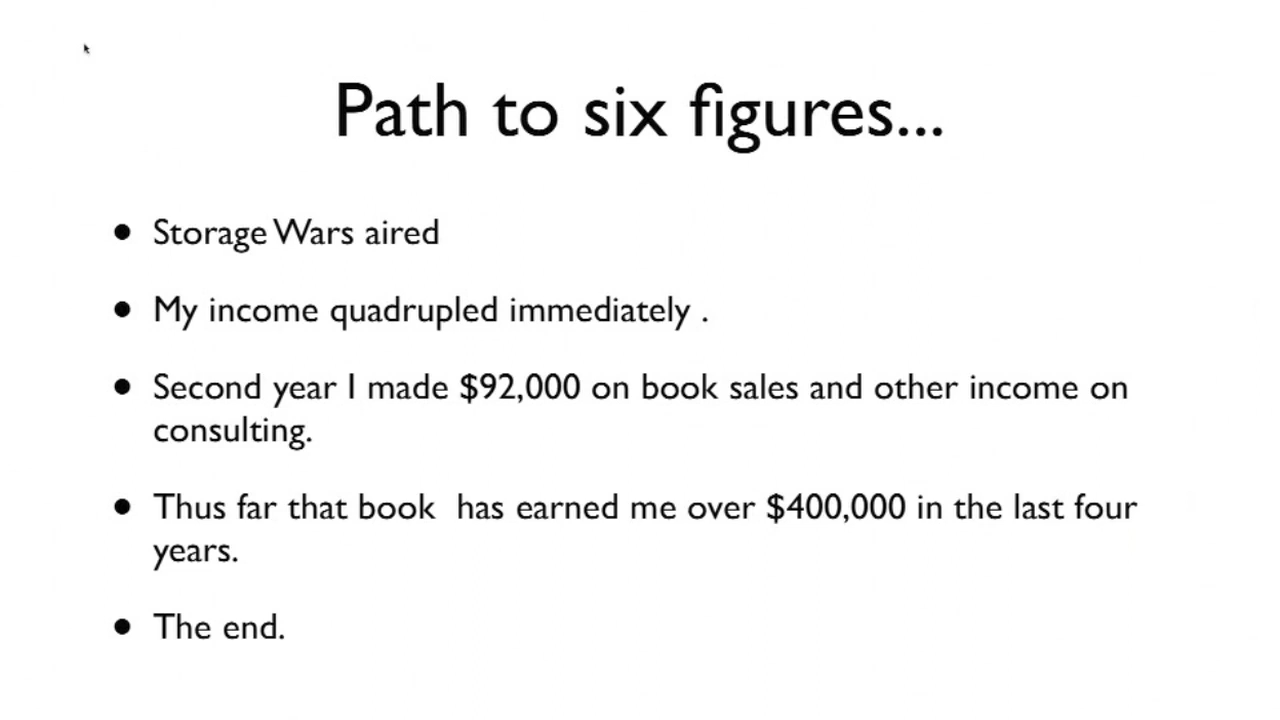 Path to six figures...
• Storage Wars aired
• My income quadrupled immediately .
• Second year I made $92,000 on book sales and other income on
consulting.
• Thus far that book  has earned me over $400,000 in the last four
years.
• The end.